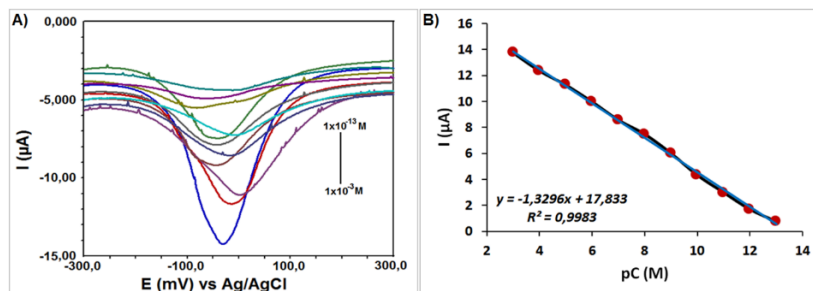 A)
0,000
-5,000
-10,00
-15,00
I (µA)
1x10-13M
1x10-3M
-300,0 -100,0 100,0 300,0
E (mV) vs Ag/AgCl
B)
16
14
12
10
8
6
4
2
0
I (µA)
y = -1,3296x + 17,833
R² = 0,9983
2 4 6 8 10 12 14
pC (M)